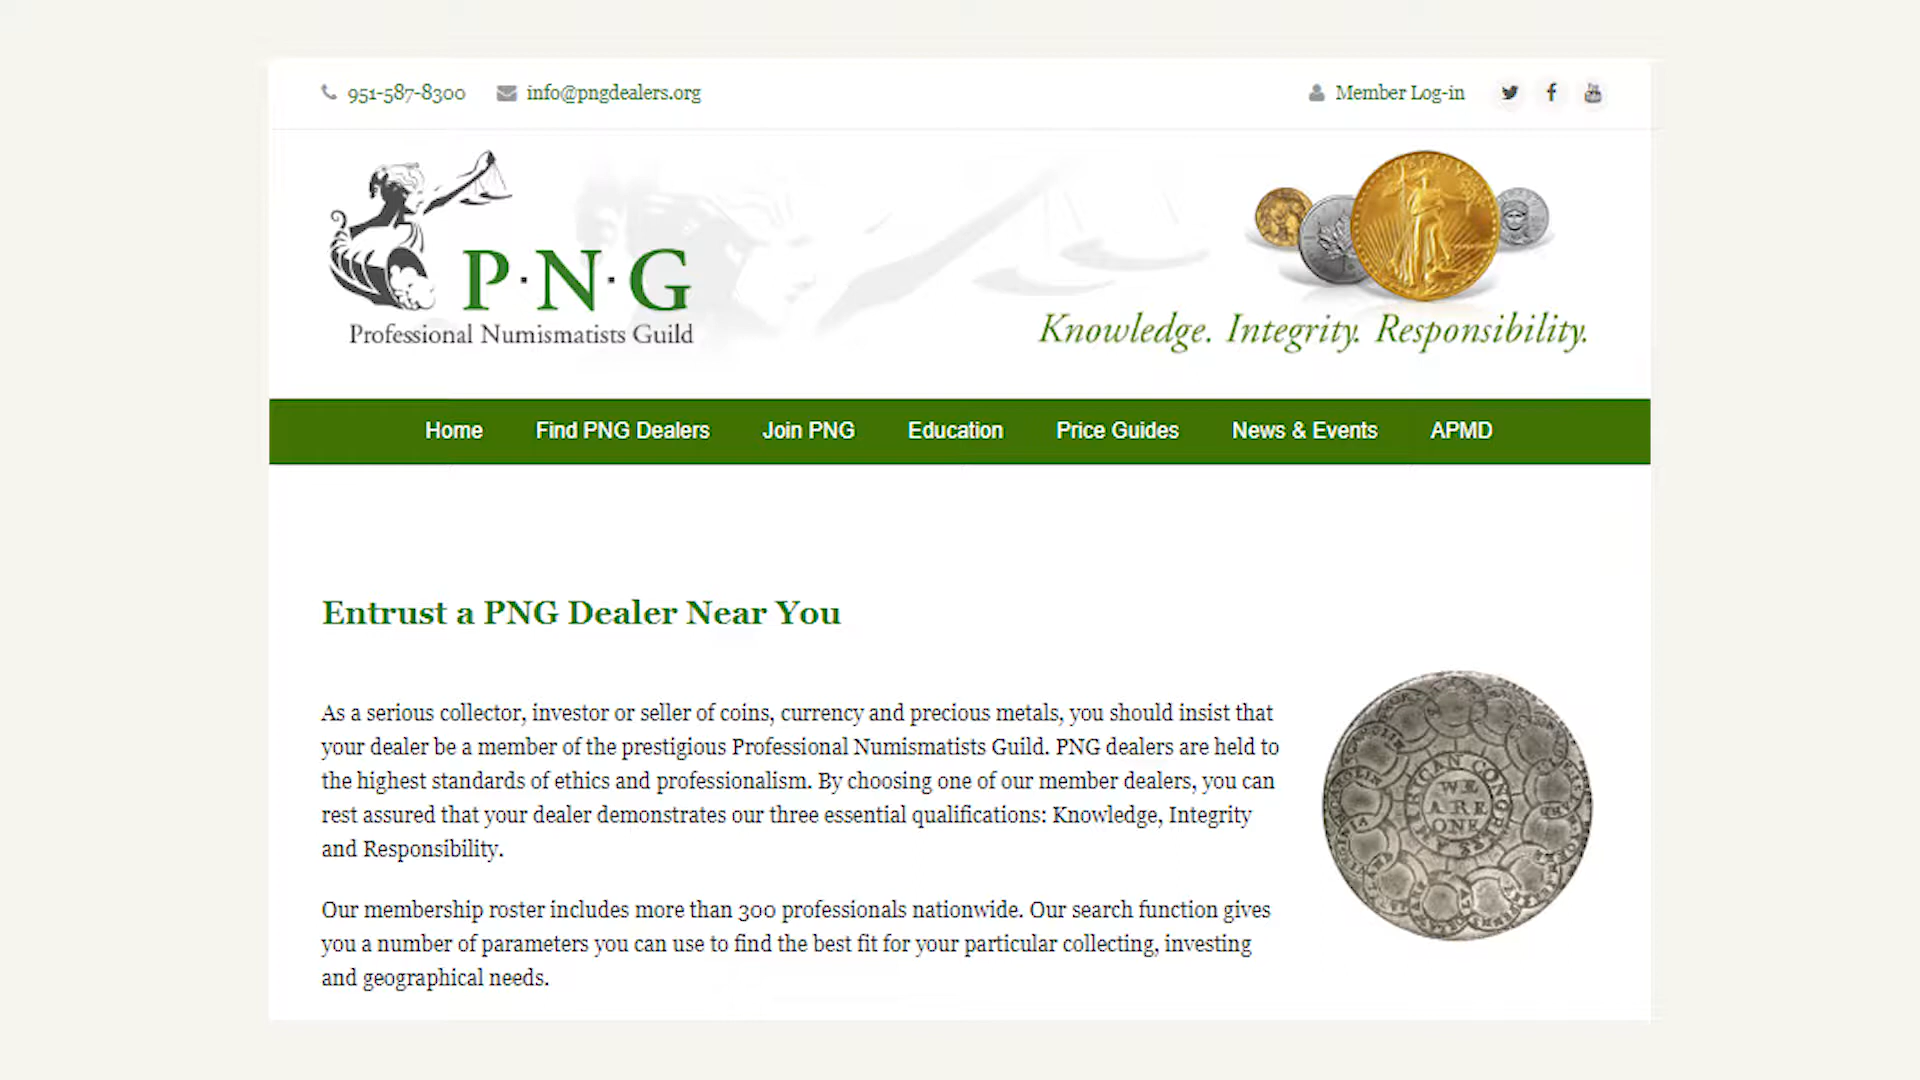 951-587-8300 info@pngdealers.org Member Log-in
P·N·G
Professional Numismatists Guild
Knowledge. Integrity. Responsibility.
Home Find PNG Dealers Join PNG Education Price Guides News & Events APMD
Entrust a PNG Dealer Near You
As a serious collector, investor or seller of coins, currency and precious metals, you should insist that
your dealer be a member of the prestigious Professional Numismatists Guild. PNG dealers are held to
the highest standards of ethics and professionalism. By choosing one of our member dealers, you can
rest assured that your dealer demonstrates our three essential qualifications: Knowledge, Integrity
and Responsibility.
Our membership roster includes more than 300 professionals nationwide. Our search function gives
you a number of parameters you can use to find the best fit for your particular collecting, investing
and geographical needs.
AMERICAN CONGRESS
WE
ARE
ONE